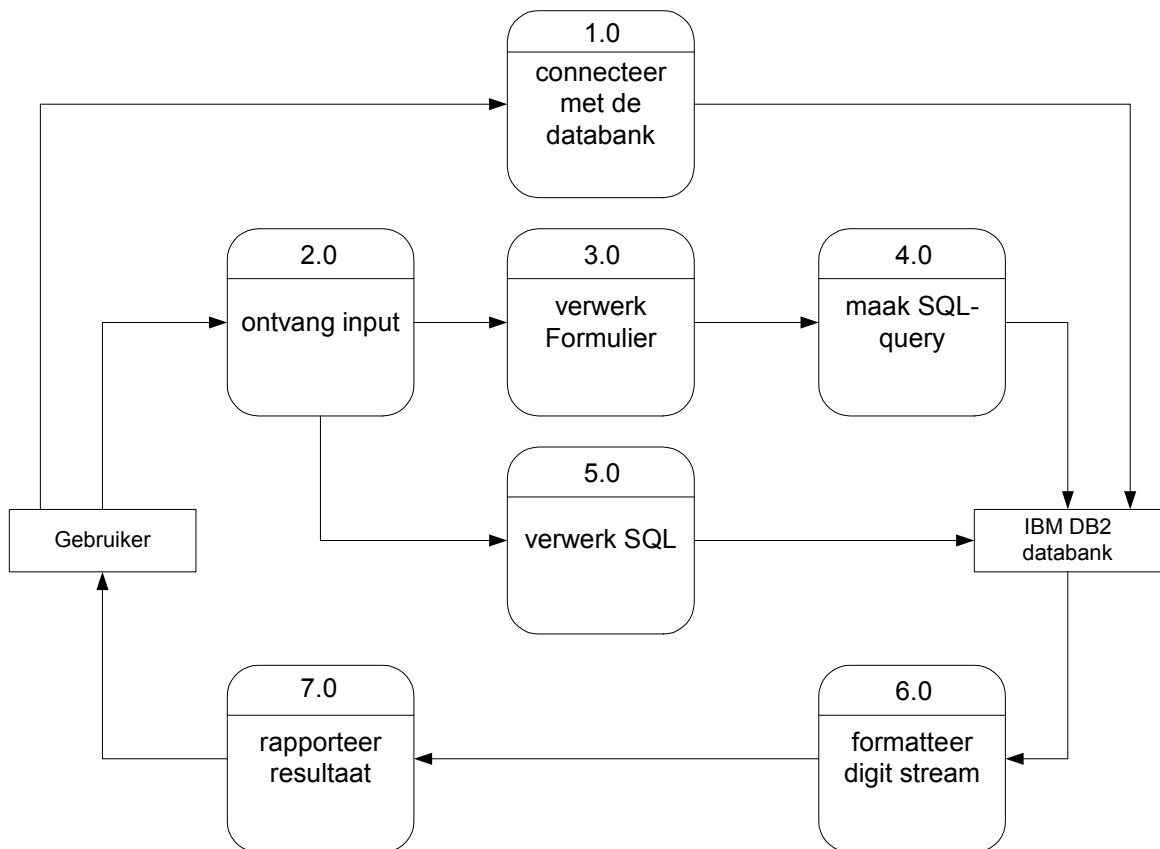 1.0
connecteer
met de
databank
2.0
ontvang input
3.0
verwerk
Formulier
4.0
maak SQL-
query
5.0
verwerk SQL
Gebruiker
IBM DB2
databank
7.0
rapporteer
resultaat
6.0
formatteer
digit stream